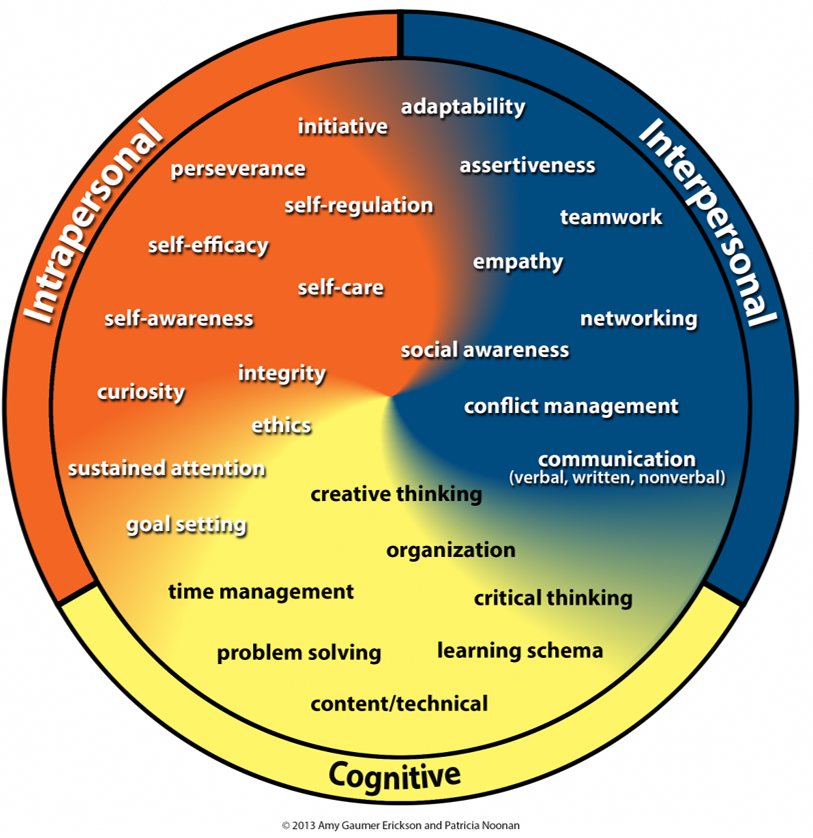 Intrapersonal
Interpersonal
adaptability
initiative
assertiveness
perseverance
self-regulation
teamwork
self-efficacy
empathy
self-care
self-awareness
networking
social awareness
integrity
curiosity
conflict management
ethics
communication
(verbal, written, nonverbal)
sustained attention
creative thinking
goal setting
organization
time management
critical thinking
problem solving
learning schema
content/technical
Cognitive
© 2013 Amy Gaumer Erickson and Patricia Noonan